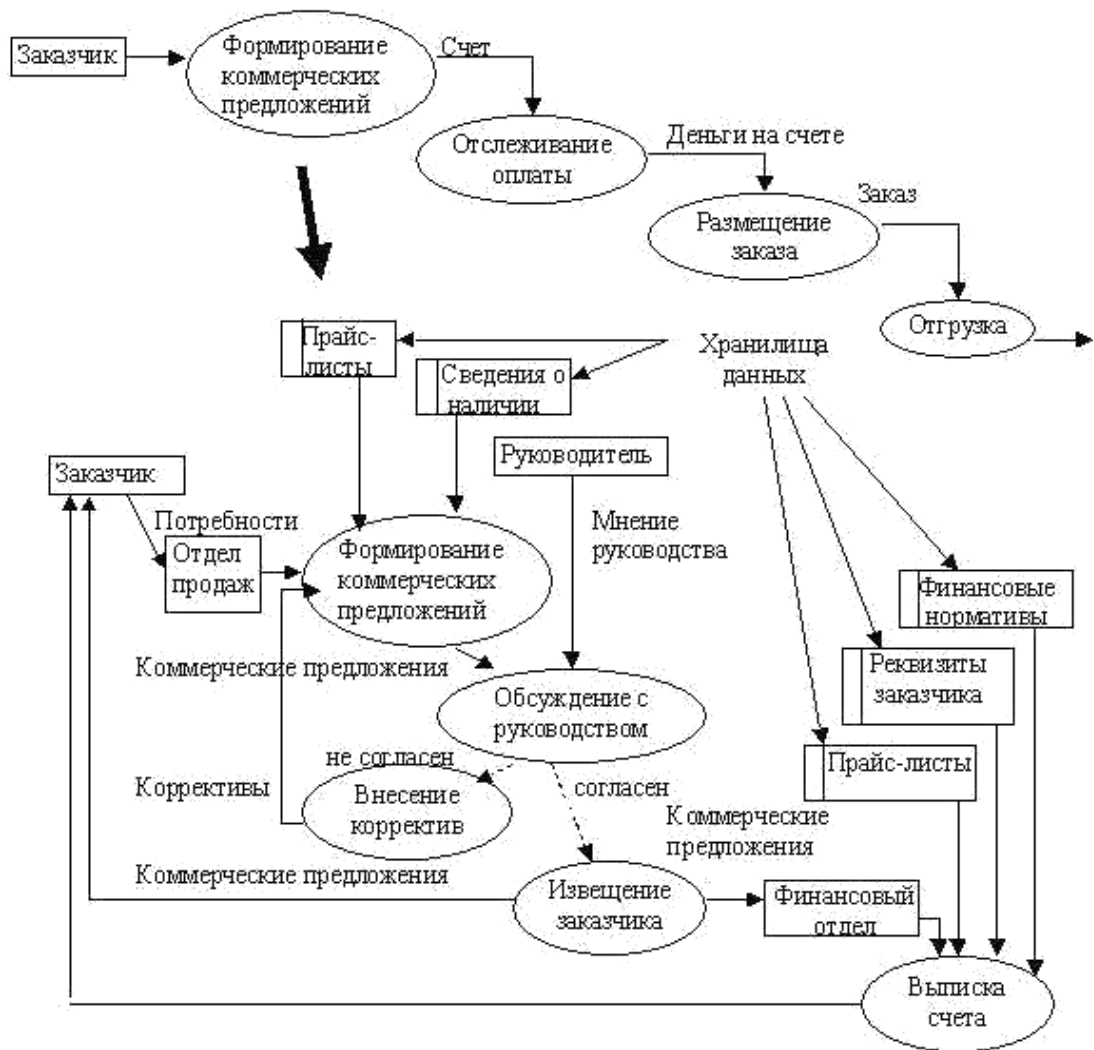 Заказчик
Формирование
коммерческих
предложений
Счет
Отслеживание
оплаты
Деньги на счете
Размещение
заказа
Заказ
Отгрузка
Прайс-
листы
Сведения о
наличии
Хранилища
данных
Руководитель
Заказчик
Потребности
Отдел
продаж
Формирование
коммерческих
предложений
Мнение
руководства
Финансовые
нормативы
Коммерческие предложения
Обсуждение с
руководством
Реквизиты
заказчика
не согласен
Прайс-листы
Коррективы
Внесение
корректив
согласен
Коммерческие
предложения
Коммерческие предложения
Извещение
заказчика
Финансовый
отдел
Выписка
счета